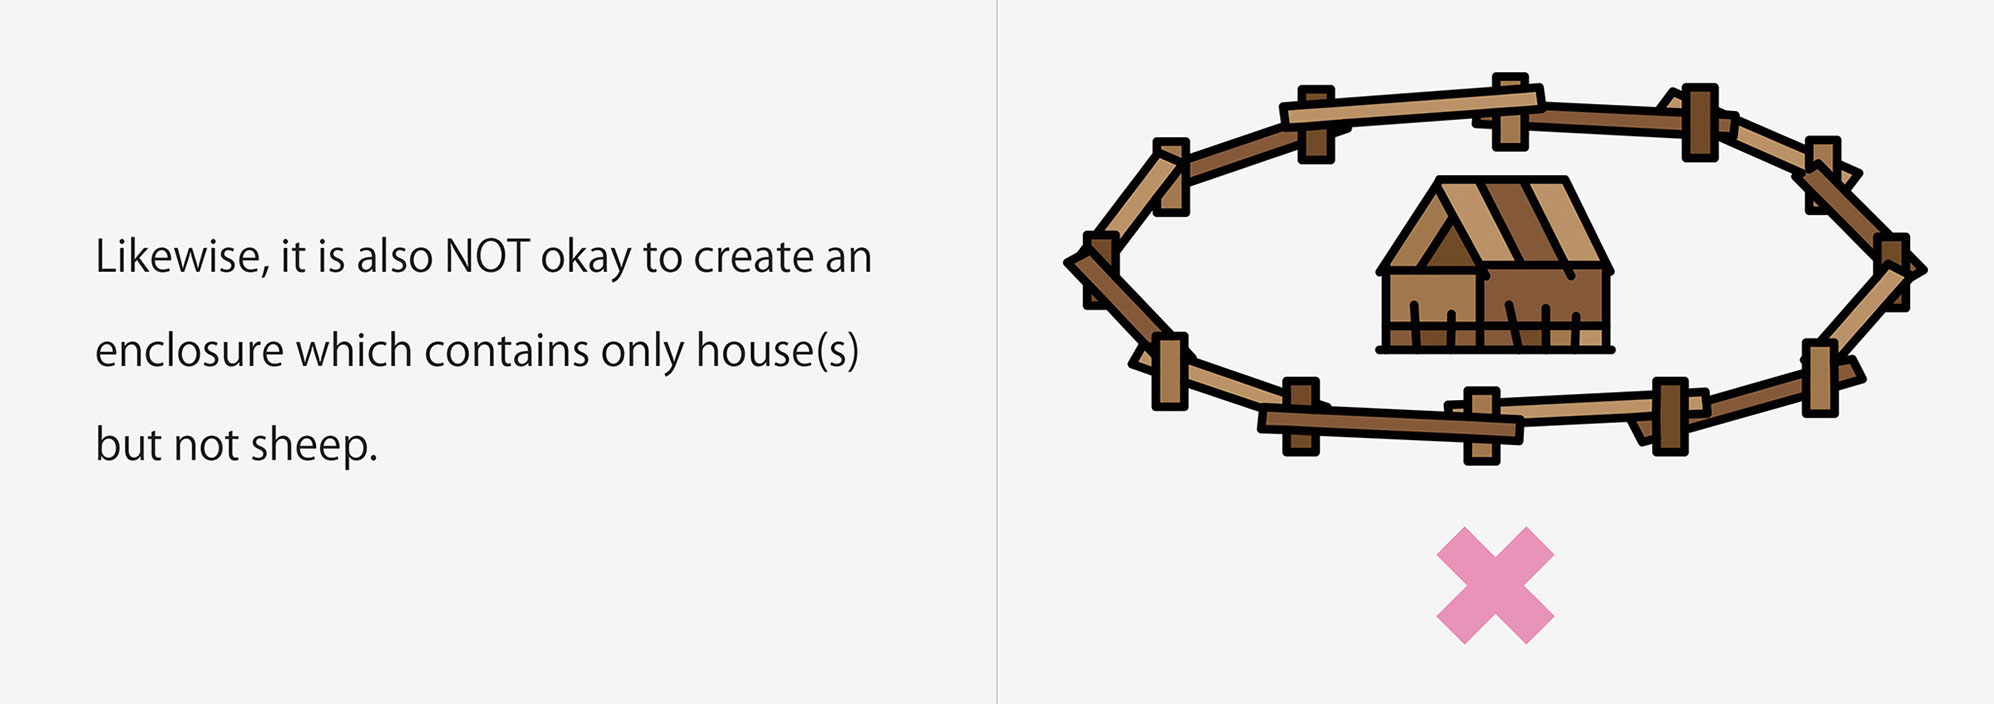 Likewise, it is also NOT okay to create an
enclosure which contains only house(s)
but not sheep.